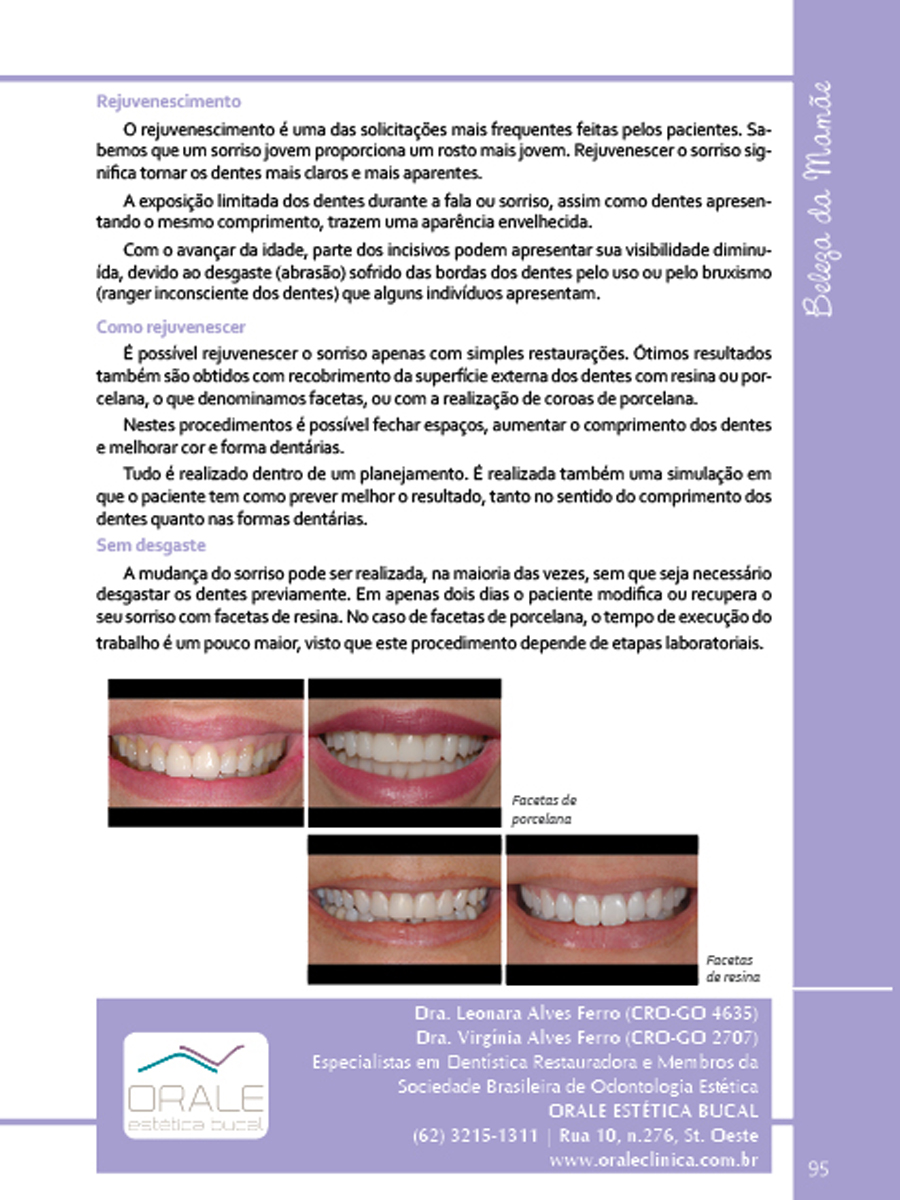 Rejuvenescimento
O rejuvenescimento é uma das solicitações mais frequentes feitas pelos pacientes. Sa-
bemos que um sorriso jovem proporciona um rosto mais jovem. Rejuvenescer o sorriso sig-
nifica tornar os dentes mais claros e mais aparentes.
A exposição limitada dos dentes durante a fala ou sorriso, assim como dentes apresen-
tando o mesmo comprimento, trazem uma aparência envelhecida.
Com o avançar da idade, parte dos incisivos podem apresentar sua visibilidade diminu-
ída, devido ao desgaste (abrasão) sofrido das bordas dos dentes pelo uso ou pelo bruxismo
(ranger inconsciente dos dentes) que alguns indivíduos apresentam.
Como rejuvenescer
É possível rejuvenescer o sorriso apenas com simples restaurações. Ótimos resultados
também são obtidos com recobrimento da superfície externa dos dentes com resina ou por-
celana, o que denominamos facetas, ou com a realização de coroas de porcelana.
Nestes procedimentos é possível fechar espaços, aumentar o comprimento dos dentes
e melhorar cor e forma dentárias.
Tudo é realizado dentro de um planejamento. É realizada também uma simulação em
que o paciente tem como prever melhor o resultado, tanto no sentido do comprimento dos
dentes quanto nas formas dentárias.
Sem desgaste
A mudança do sorriso pode ser realizada, na maioria das vezes, sem que seja necessário
desgastar os dentes previamente. Em apenas dois dias o paciente modifica ou recupera o
seu sorriso com facetas de resina. No caso de facetas de porcelana, o tempo de execução do
trabalho é um pouco maior, visto que este procedimento depende de etapas laboratoriais.
Facetas de
porcelana
Facetas
de resina
Dra. Leonara Alves Ferro (CRO-GO 4635)
Dra. Virgínia Alves Ferro (CRO-GO 2707)
Especialistas em Dentística Restauradora e Membros da
Sociedade Brasileira de Odontologia Estética
ORALE ESTÉTICA BUCAL
(62) 3215-1311 | Rua 10, n.276, St. Oeste
www.oraleclinica.com.br
ORALE
estética bucal
Beleza da Mamãe
95